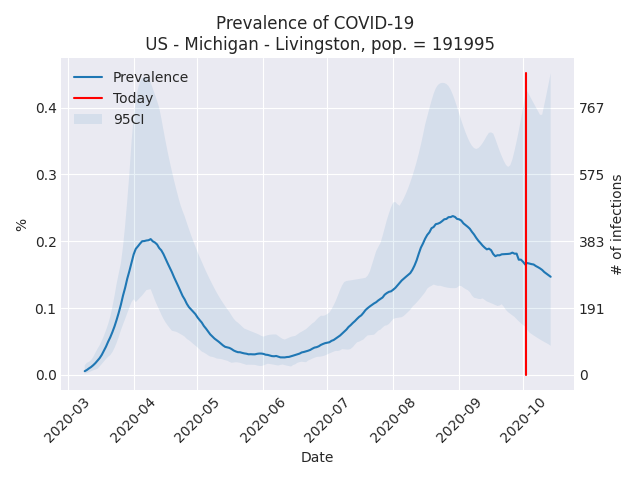 Prevalence of COVID-19
US - Michigan - Livingston, pop. = 191995
Prevalence
Today
95CI
0.4
0.3
0.2
0.1
0.0
%
767
575
383
191
0
# of infections
2020-03
2020-04
2020-05
2020-06
2020-07
2020-08
2020-09
2020-10
Date